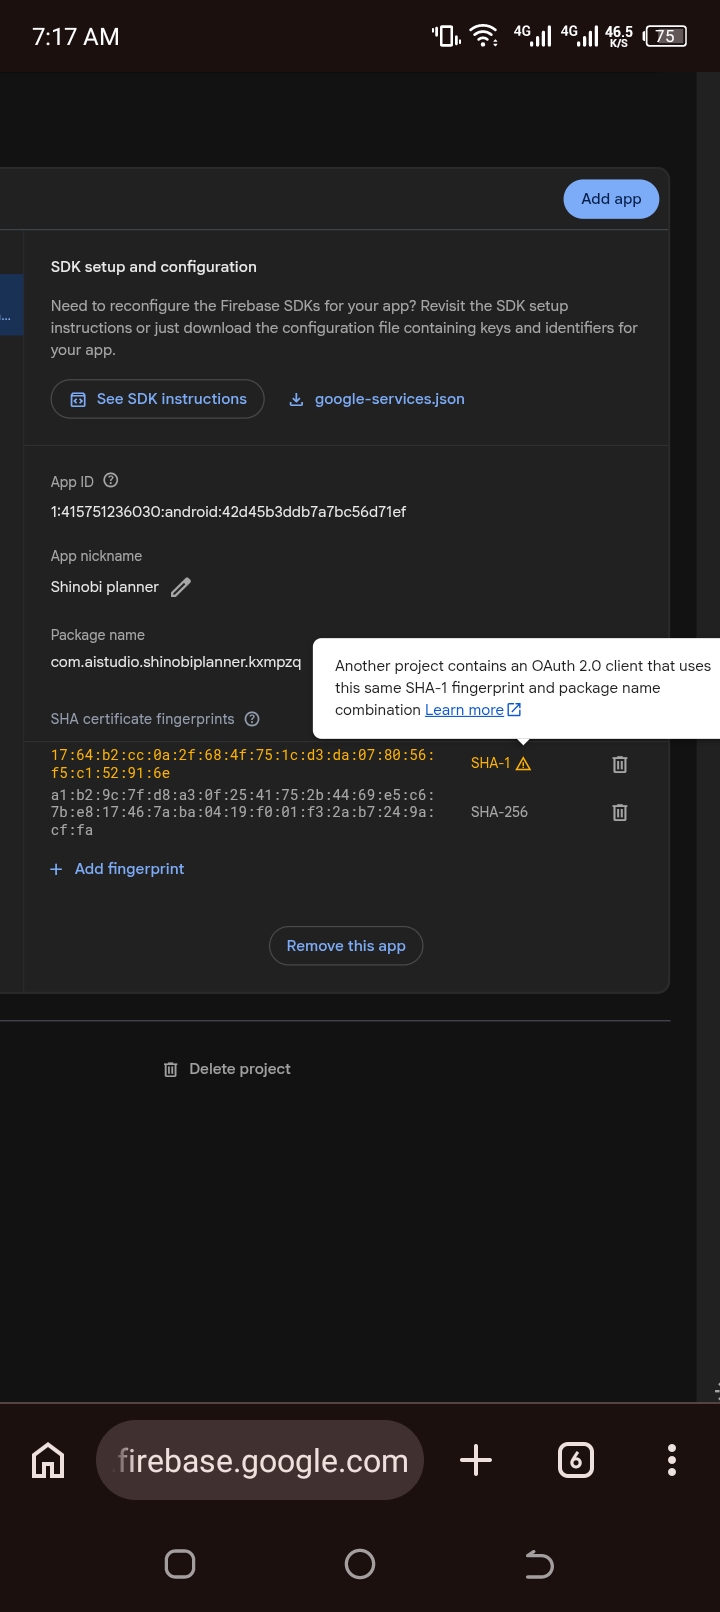 7:17 AM
4G 4G 46.5 K/S 75
Add app
SDK setup and configuration
Need to reconfigure the Firebase SDKs for your app? Revisit the SDK setup
instructions or just download the configuration file containing keys and identifiers for
your app.
...
See SDK instructions
google-services.json
App ID
1:415751236030:android:42d45b3ddb7a7bc56d71ef
App nickname
Shinobi planner
Package name
com.aistudio.shinobiplanner.kxmpzq
Another project contains an OAuth 2.0 client that uses
this same SHA-1 fingerprint and package name
combination Learn more
SHA certificate fingerprints
17:64:b2:cc:0a:2f:68:4f:75:1c:d3:da:07:80:56:
f5:c1:52:91:6e
SHA-1
a1:b2:9c:7f:d8:a3:0f:25:41:75:2b:44:69:e5:c6:
7b:e8:17:46:7a:ba:04:19:f0:01:f3:2a:b7:24:9a:
cf:fa
SHA-256
Add fingerprint
Remove this app
Delete project
firebase.google.com
6